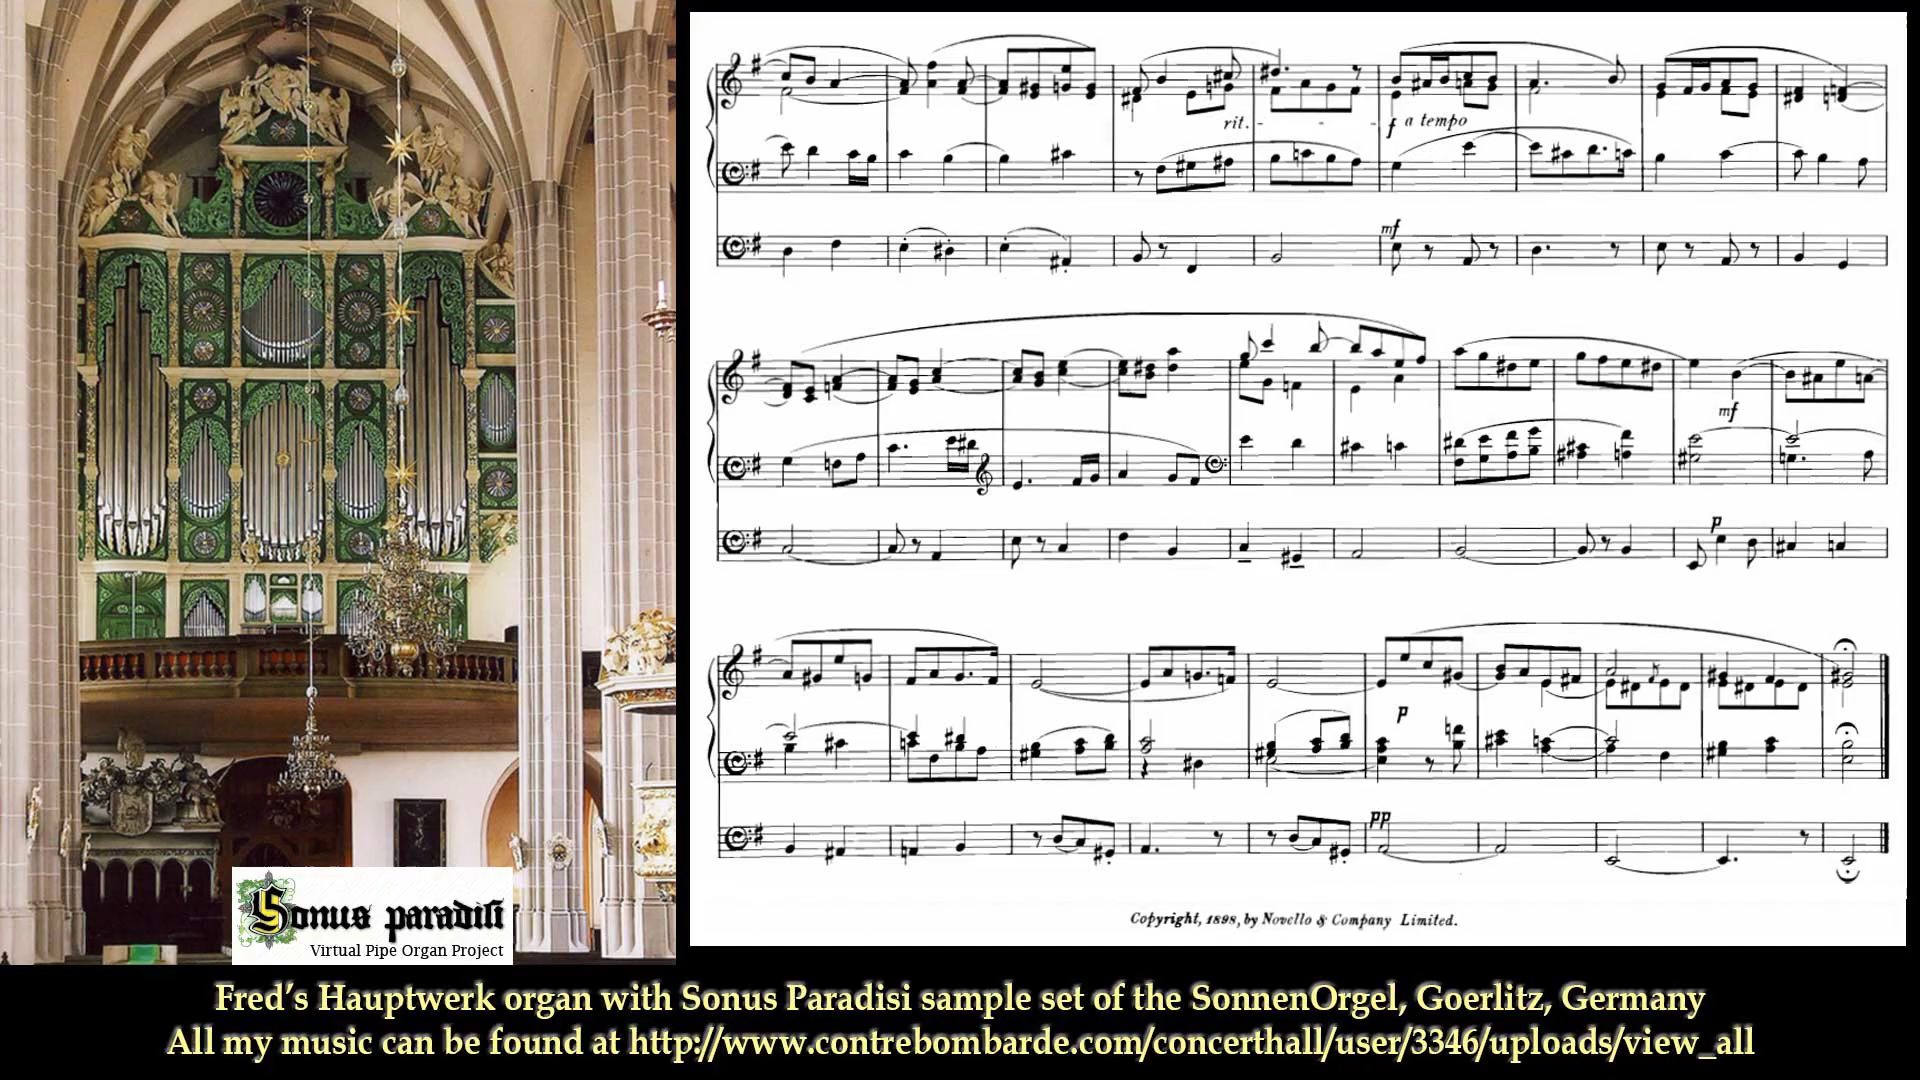 rit. - - - f a tempo
mf
mf
p
p
pp
Copyright, 1898, by Novello & Company Limited.
Sonus paradisi
Virtual Pipe Organ Project
Fred's Hauptwerk organ with Sonus Paradisi sample set of the SonnenOrgel, Goerlitz, Germany
All my music can be found at http://www.contrebombarde.com/concerthall/user/3346/uploads/view_all